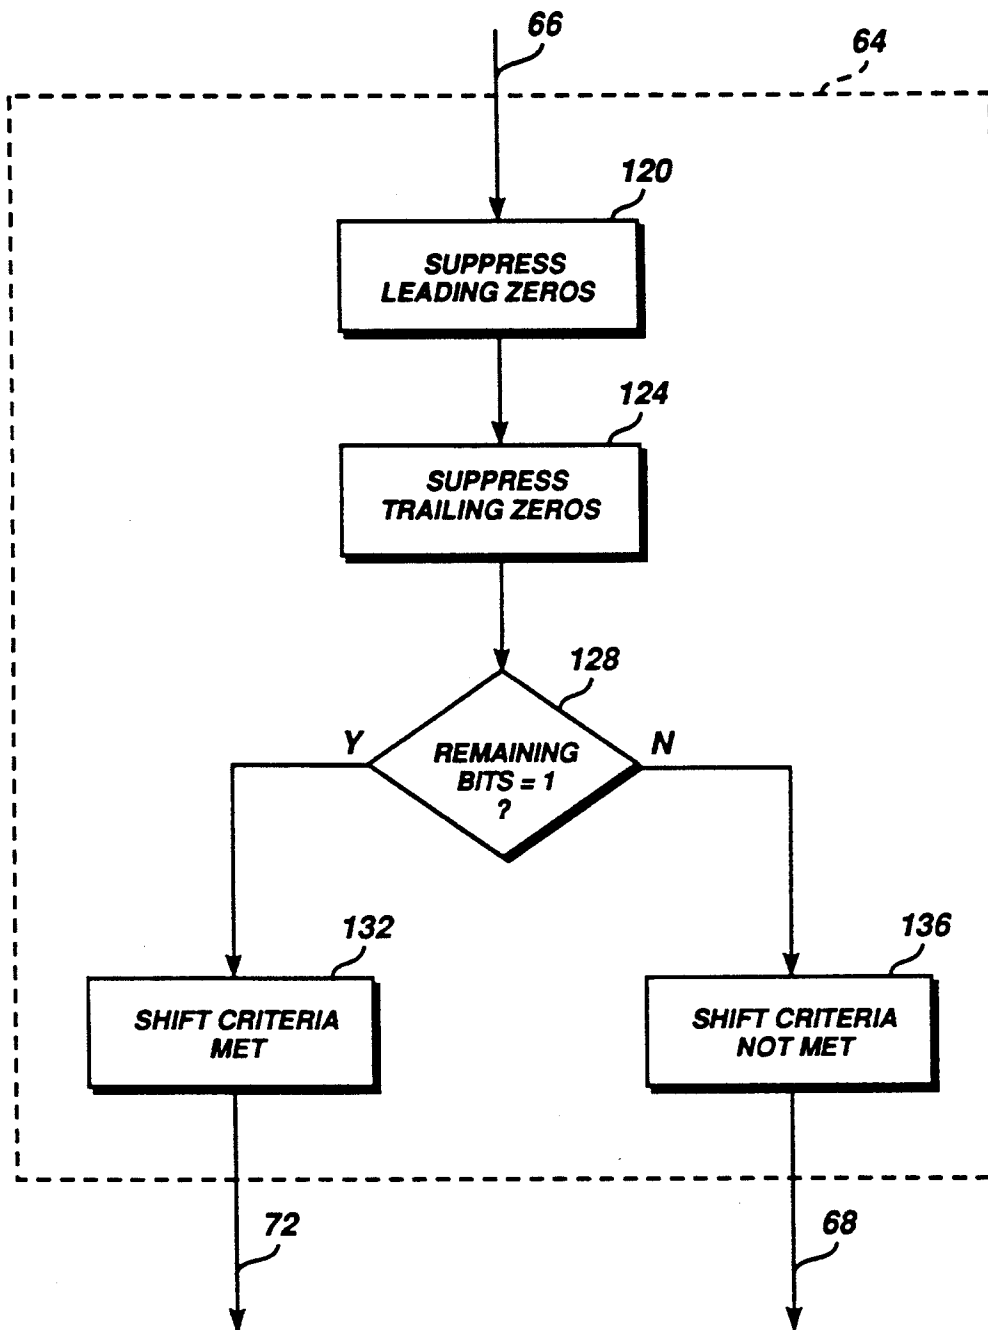 66
64
120
SUPPRESS
LEADING ZEROS
124
SUPPRESS
TRAILING ZEROS
128
Y
N
REMAINING
BITS = 1
?
132
136
SHIFT CRITERIA
MET
SHIFT CRITERIA
NOT MET
72
68